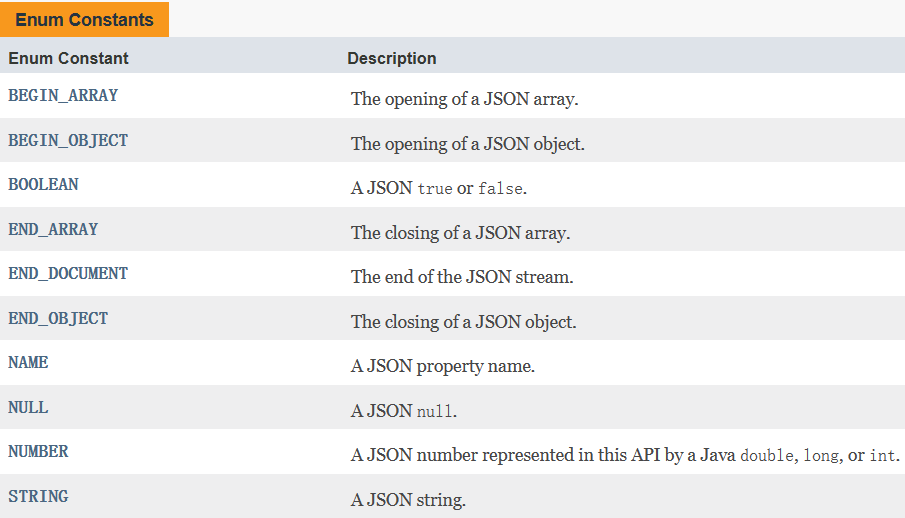 Enum Constants
Enum Constant Description
BEGIN_ARRAY The opening of a JSON array.
BEGIN_OBJECT The opening of a JSON object.
BOOLEAN A JSON true or false.
END_ARRAY The closing of a JSON array.
END_DOCUMENT The end of the JSON stream.
END_OBJECT The closing of a JSON object.
NAME A JSON property name.
NULL A JSON null.
NUMBER A JSON number represented in this API by a Java double, long, or int.
STRING A JSON string.